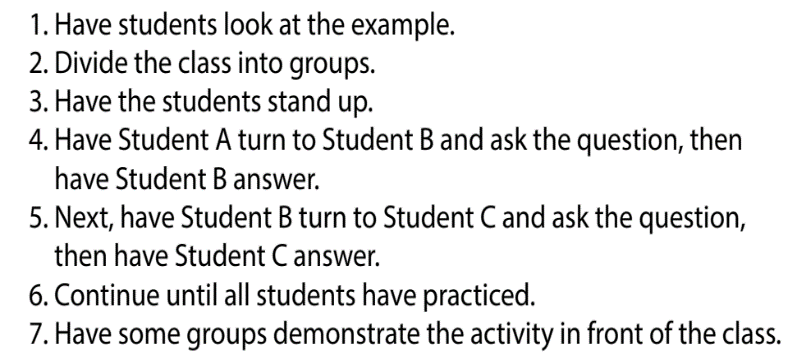 1. Have students look at the example.
2. Divide the class into groups.
3. Have the students stand up.
4. Have Student A turn to Student B and ask the question, then
have Student B answer.
5. Next, have Student B turn to Student C and ask the question,
then have Student C answer.
6. Continue until all students have practiced.
7. Have some groups demonstrate the activity in front of the class.